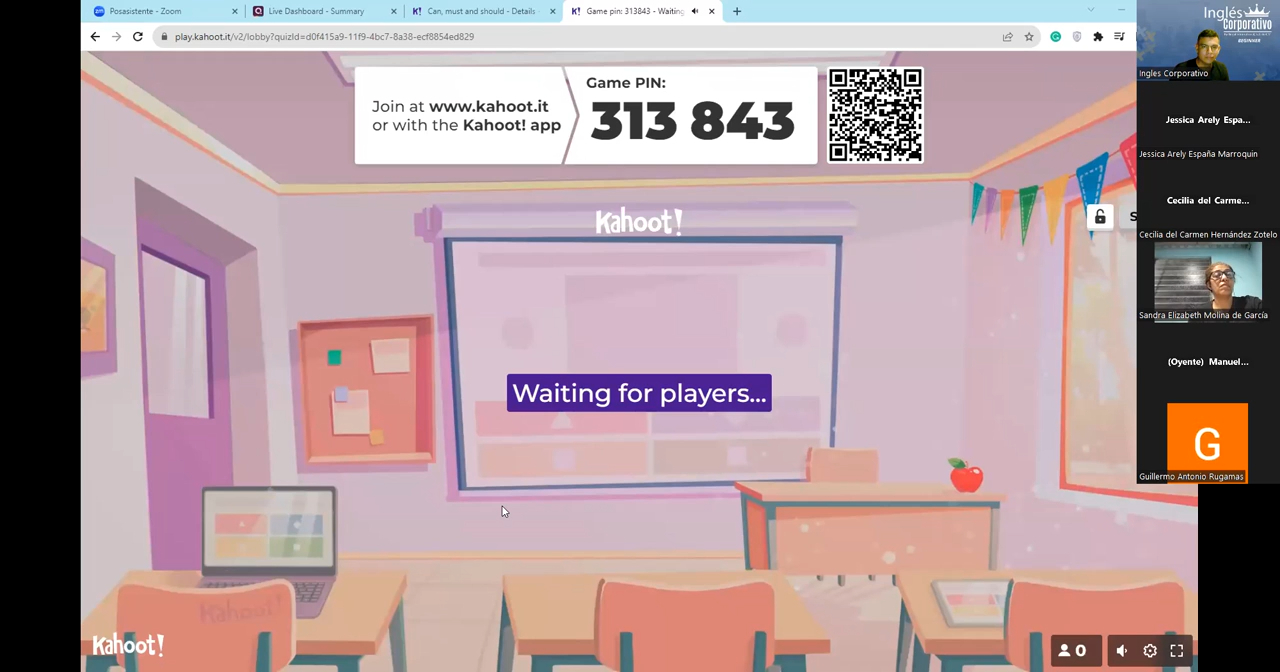 Posasistente - Zoom
Live Dashboard - Summary
Can, must and should - Details
Game pin: 313843 - Waiting
play.kahoot.it/v2/lobby?quizId=d0f415a9-11f9-4bc7-8a38-ecf8854ed829
Join at www.kahoot.it
or with the Kahoot! app
Game PIN:
313 843
Kahoot!
Waiting for players...
Kahoot!
Kahoot!
0
Inglés
Corporativo
BEGINNER
Ingles Corporativo
Jessica Arely Espa...
Jessica Arely España Marroquin
Cecilia del Carme...
Cecilia del Carmen Hernández Zotelo
Sandra Elizabeth Molina de García
(Oyente) Manuel...
G
Guillermo Antonio Rugamas